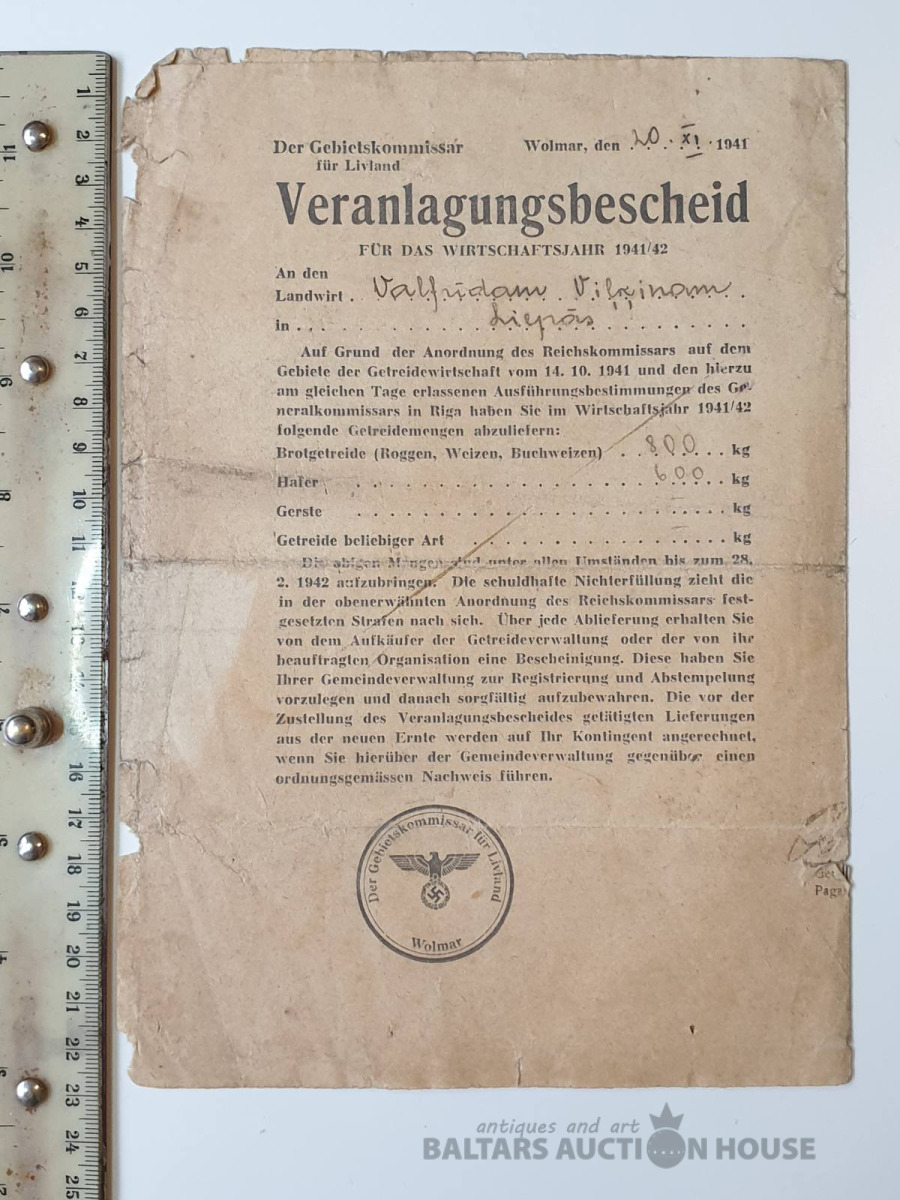 Der Gebietskommissar
für Livland
Wolmar, den 20. XI. 1941
Veranlagungsbescheid
FÜR DAS WIRTSCHAFTSJAHR 1941/42
An den
Landwirt Valfridam Vilxinam
in Liepās
Auf Grund der Anordnung des Reichskommissars auf dem
Gebiete der Getreidewirtschaft vom 14. 10. 1941 und den hierzu
am gleichen Tage erlassenen Ausführungsbestimmungen des Ge-
neralkommissars in Riga haben Sie im Wirtschaftsjahr 1941/42
folgende Getreidemengen abzuliefern:
Brotgetreide (Roggen, Weizen, Buchweizen) . . 800 . . . kg
Hafer . . . 600 . . kg
Gerste . . . kg
Getreide beliebiger Art . . . kg
Die obigen Mengen sind unter allen Umständen bis zum 28.
2. 1942 aufzubringen. Die schuldhafte Nichterfüllung zieht die
in der obenerwähnten Anordnung des Reichskommissars fest-
gesetzten Strafen nach sich. Über jede Ablieferung erhalten Sie
von dem Aufkäufer der Getreideverwaltung oder der von ihr
beauftragten Organisation eine Bescheinigung. Diese haben Sie
Ihrer Gemeindeverwaltung zur Registrierung und Abstempelung
vorzulegen und danach sorgfältig aufzubewahren. Die vor der
Zustellung des Veranlagungsbescheides getätigten Lieferungen
aus der neuen Ernte werden auf Ihr Kontingent angerechnet,
wenn Sie hierüber der Gemeindeverwaltung gegenüber einen
ordnungsgemässen Nachweis führen.
Der Gebietskommissar für Livland
Wolmar
Paga
antiques and art
BALTARS AUCTION HOUSE